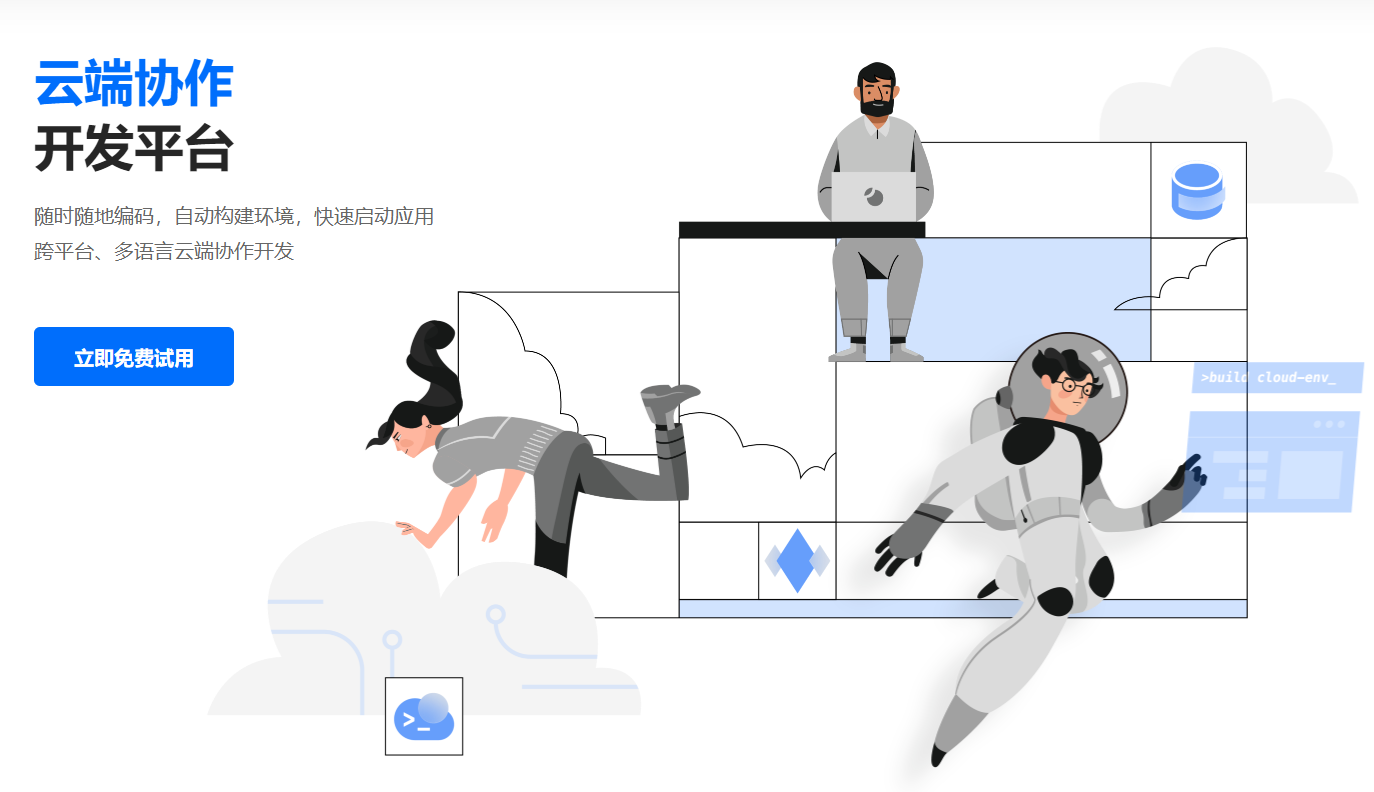 云端协作
开发平台
随时随地编码，自动构建环境，快速启动应用
跨平台、多语言云端协作开发
立即免费试用
>build cloud-env_
>_